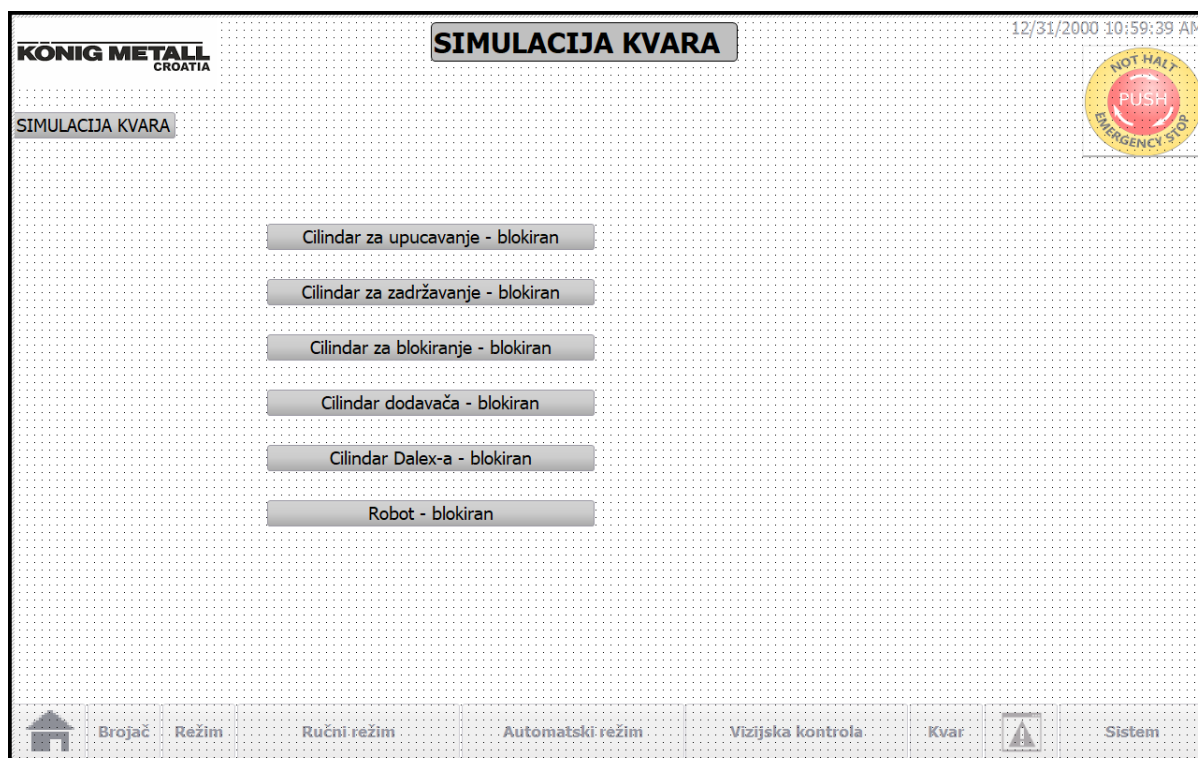 KÖNIG METALL
CROATIA
SIMULACIJA KVARA
12/31/2000 10:59:39 AM
NOT HALT
PUSH
EMERGENCY STOP
SIMULACIJA KVARA
Cilindar za upucavanje - blokiran
Cilindar za zadržavanje - blokiran
Cilindar za blokiranje - blokiran
Cilindar dodavača - blokiran
Cilindar Dalex-a - blokiran
Robot - blokiran
Brojač Režim Ručni režim Automatski režim Vizijska kontrola Kvar Sistem